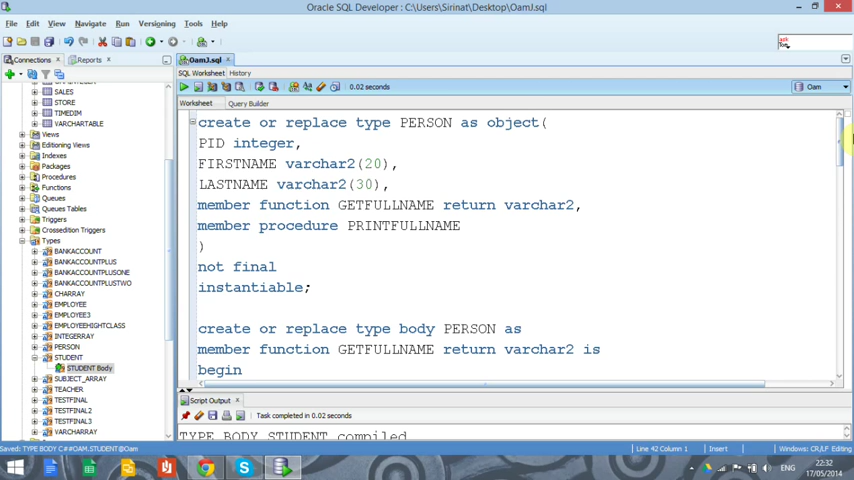 Oracle SQL Developer : C:\Users\Sirinat\Desktop\OamJ.sql
File Edit View Navigate Run Versioning Tools Help
Connections Reports OamJ.sql
SQL Worksheet History
0.02 seconds Oam
Worksheet Query Builder
SALES
STORE
TIMEDIM
VARCHARTABLE
Views
Editioning Views
Indexes
Packages
Procedures
Functions
Queues
Queues Tables
Triggers
Crossedition Triggers
Types
BANKACCOUNT
BANKACCOUNTPLUS
BANKACCOUNTPLUSONE
BANKACCOUNTPLUSTWO
CHARRAY
EMPLOYEE
EMPLOYEE3
EMPLOYEEHIGHTCLASS
INTEGERRAY
PERSON
STUDENT
STUDENT Body
SUBJECT_ARRAY
TEACHER
TESTFINAL
TESTFINAL2
TESTFINAL3
VARCHARRAY
create or replace type PERSON as object(
PID integer,
FIRSTNAME varchar2(20),
LASTNAME varchar2(30),
member function GETFULLNAME return varchar2,
member procedure PRINTFULLNAME
)
not final
instantiable;
create or replace type body PERSON as
member function GETFULLNAME return varchar2 is
begin
Script Output
Task completed in 0.02 seconds
TYPE BODY STUDENT compiled
Saved: TYPE BODY C##OAM.STUDENT@Oam Line 42 Column 1 Insert Windows: CR/LF Editing
ENG 22:32
17/05/2014